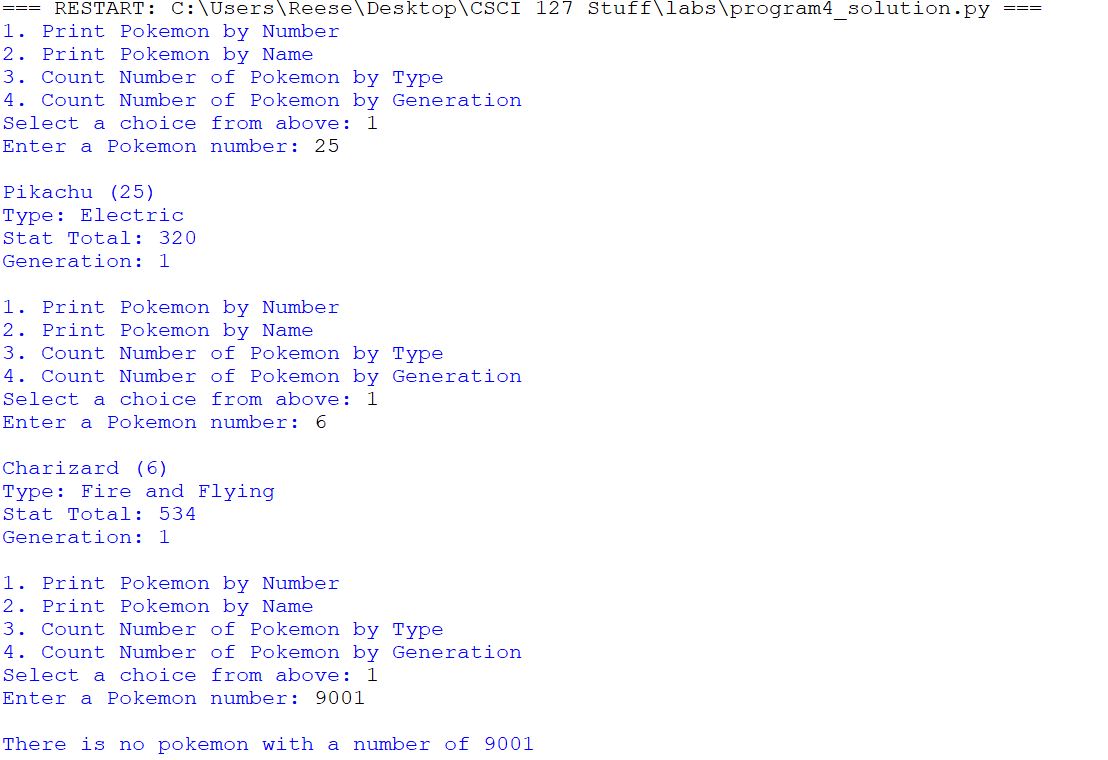 === RESTART: C:\Users\Reese\Desktop\CSCI 127 Stuff\labs\program4_solution.py ===
1. Print Pokemon by Number
2. Print Pokemon by Name
3. Count Number of Pokemon by Type
4. Count Number of Pokemon by Generation
Select a choice from above: 1
Enter a Pokemon number: 25
Pikachu (25)
Type: Electric
Stat Total: 320
Generation: 1
1. Print Pokemon by Number
2. Print Pokemon by Name
3. Count Number of Pokemon by Type
4. Count Number of Pokemon by Generation
Select a choice from above: 1
Enter a Pokemon number: 6
Charizard (6)
Type: Fire and Flying
Stat Total: 534
Generation: 1
1. Print Pokemon by Number
2. Print Pokemon by Name
3. Count Number of Pokemon by Type
4. Count Number of Pokemon by Generation
Select a choice from above: 1
Enter a Pokemon number: 9001
There is no pokemon with a number of 9001